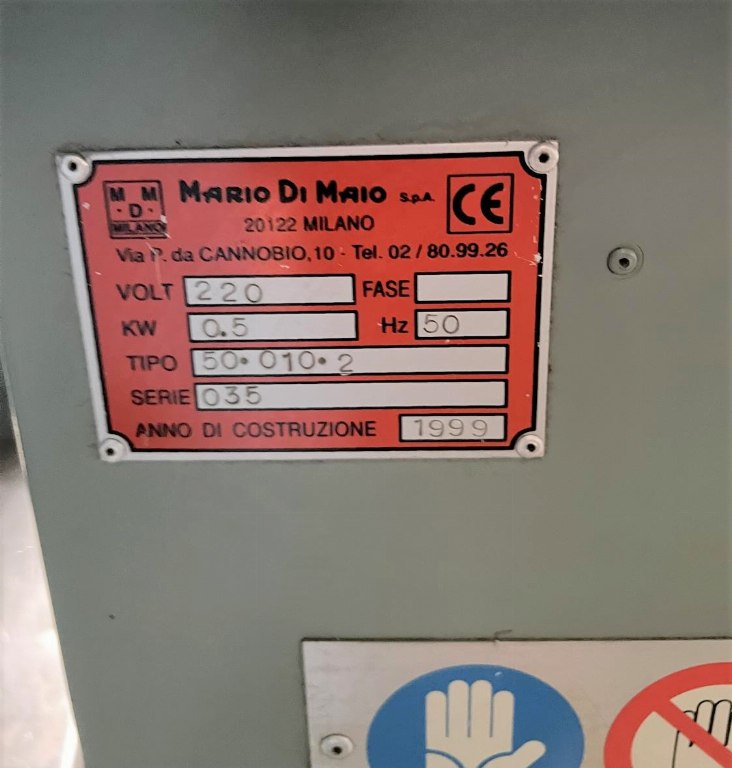 M M
· D ·
MILANO
MARIO DI MAIO S.p.A.
CE
20122 MILANO
Via P. da CANNOBIO, 10 - Tel. 02 / 80.99.26
VOLT 220 FASE
KW 0.5 Hz 50
TIPO 50·010·2
SERIE 035
ANNO DI COSTRUZIONE 1999